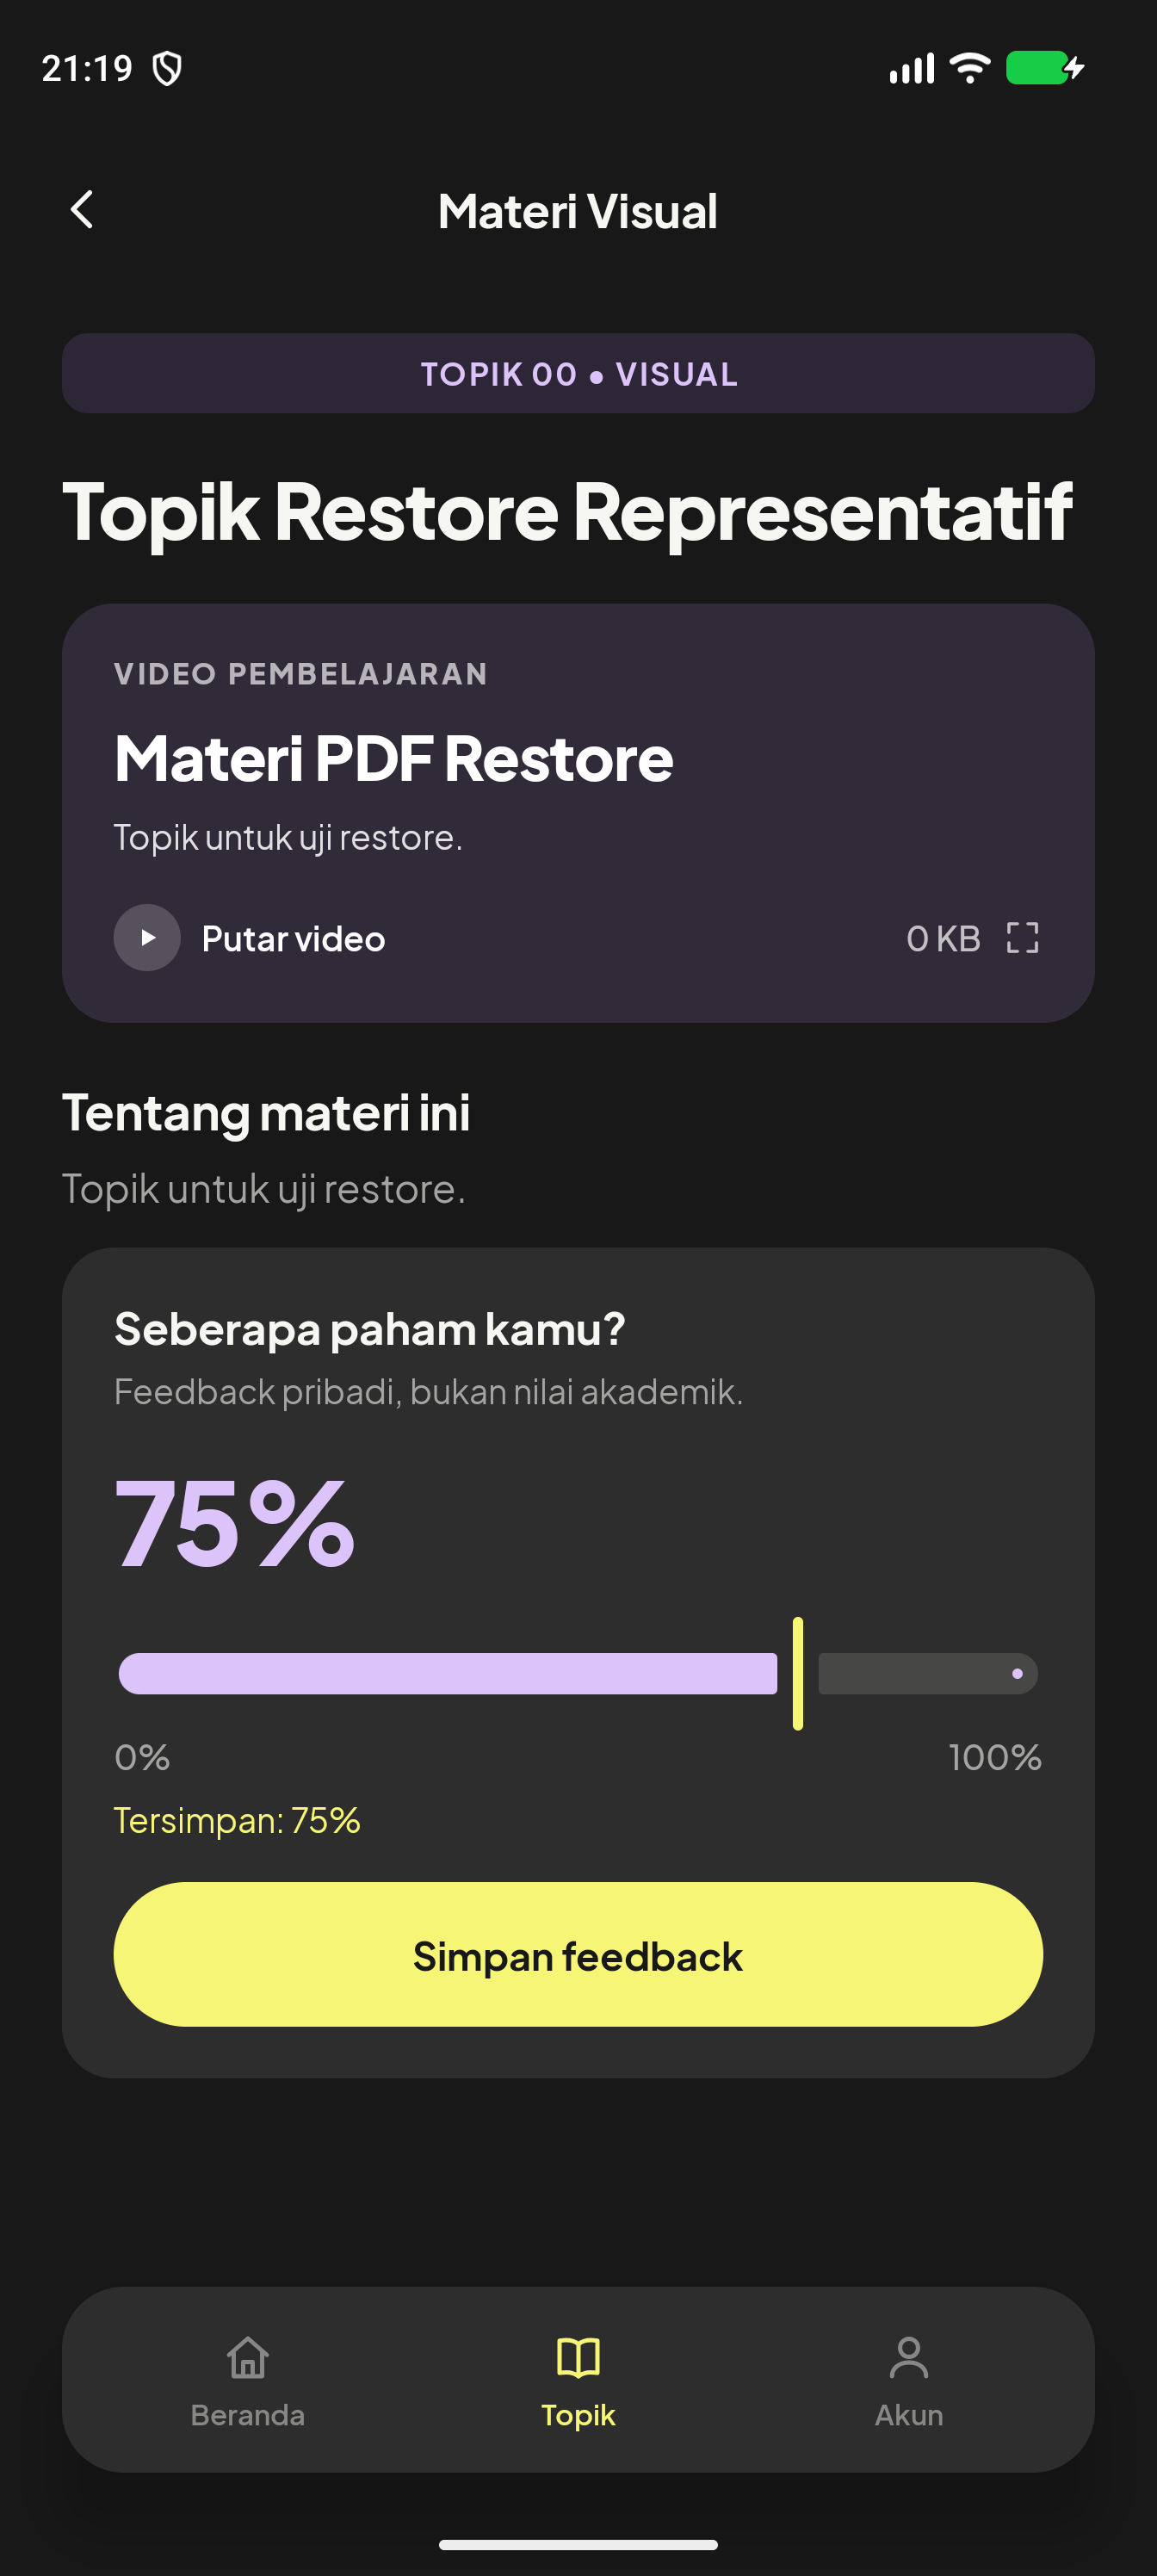 21:19
Materi Visual
TOPIK 00 • VISUAL
Topik Restore Representatif
VIDEO PEMBELAJARAN
Materi PDF Restore
Topik untuk uji restore.
Putar video
0 KB
Tentang materi ini
Topik untuk uji restore.
Seberapa paham kamu?
Feedback pribadi, bukan nilai akademik.
75%
0%
100%
Tersimpan: 75%
Simpan feedback
Beranda
Topik
Akun